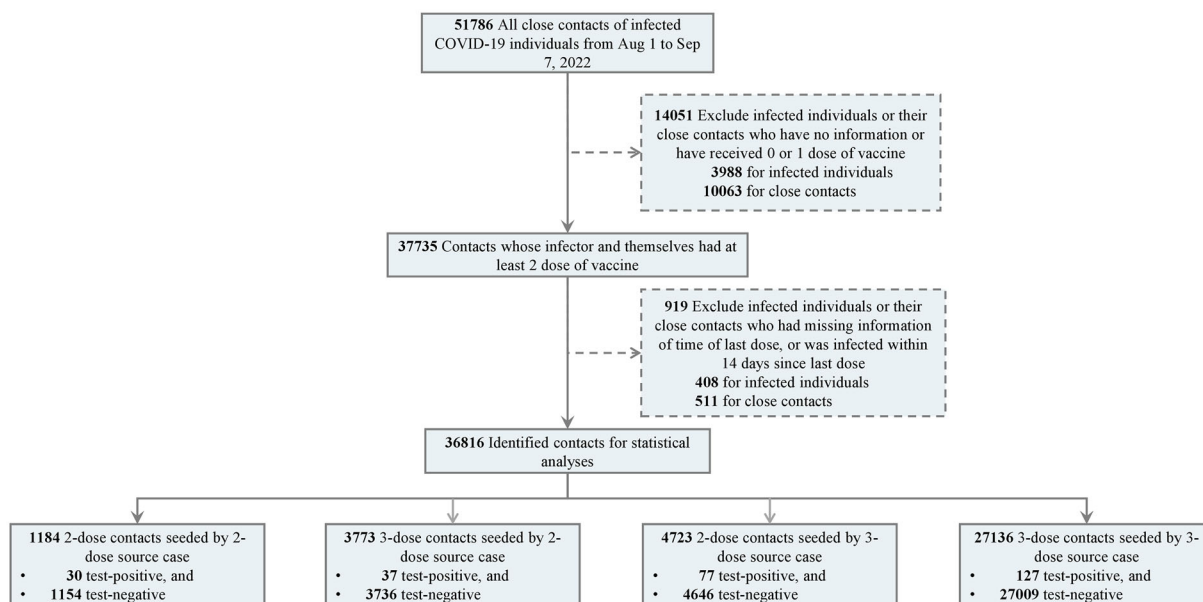 51786 All close contacts of infected
COVID-19 individuals from Aug 1 to Sep
7, 2022
14051 Exclude infected individuals or their
close contacts who have no information or
have received 0 or 1 dose of vaccine
3988 for infected individuals
10063 for close contacts
37735 Contacts whose infector and themselves had at
least 2 dose of vaccine
919 Exclude infected individuals or their
close contacts who had missing information
of time of last dose, or was infected within
14 days since last dose
408 for infected individuals
511 for close contacts
36816 Identified contacts for statistical
analyses
1184 2-dose contacts seeded by 2-
dose source case
• 30 test-positive, and
• 1154 test-negative
3773 3-dose contacts seeded by 2-
dose source case
• 37 test-positive, and
• 3736 test-negative
4723 2-dose contacts seeded by 3-
dose source case
• 77 test-positive, and
• 4646 test-negative
27136 3-dose contacts seeded by 3-
dose source case
• 127 test-positive, and
• 27009 test-negative